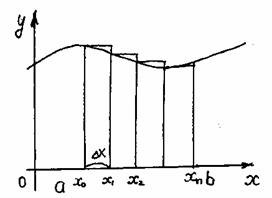 y
Δx
0 a x₀ x₁ x₂ xₙ b x